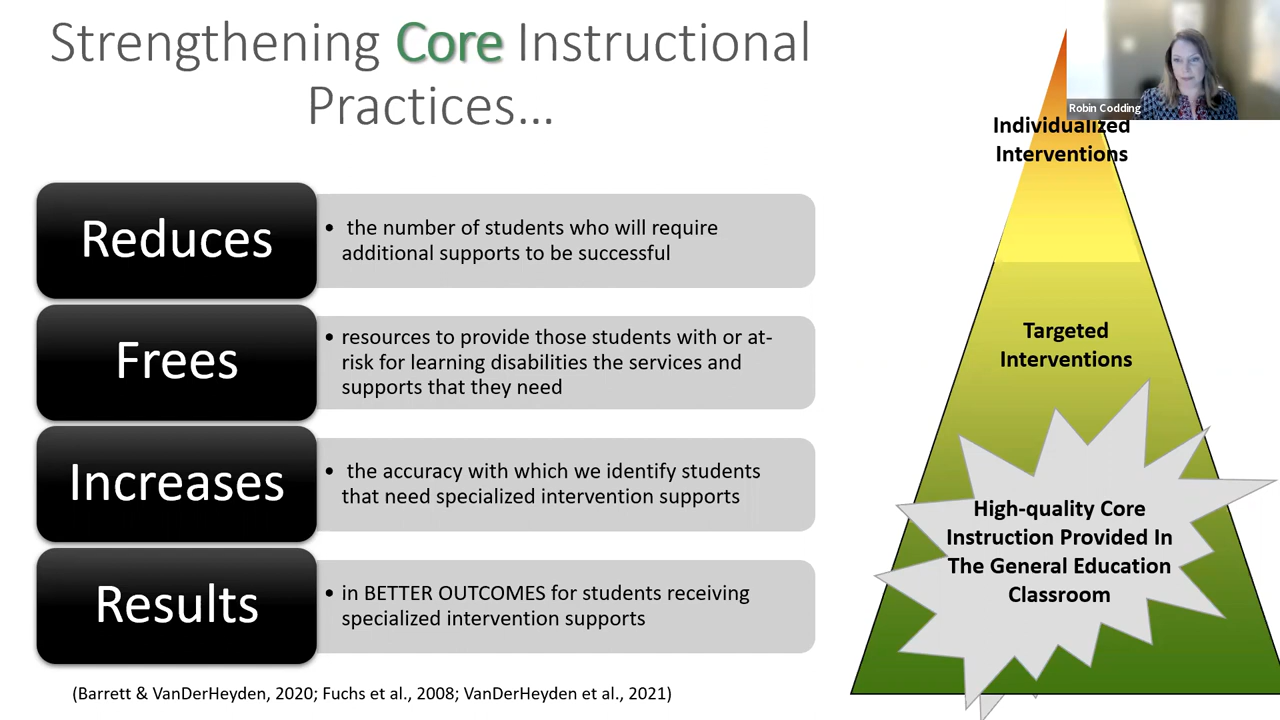 Strengthening Core Instructional
Practices...
Reduces
• the number of students who will require
additional supports to be successful
Frees
• resources to provide those students with or at-
risk for learning disabilities the services and
supports that they need
Increases
• the accuracy with which we identify students
that need specialized intervention supports
Results
• in BETTER OUTCOMES for students receiving
specialized intervention supports
(Barrett & VanDerHeyden, 2020; Fuchs et al., 2008; VanDerHeyden et al., 2021)
Robin Codding
Individualized
Interventions
Targeted
Interventions
High-quality Core
Instruction Provided In
The General Education
Classroom